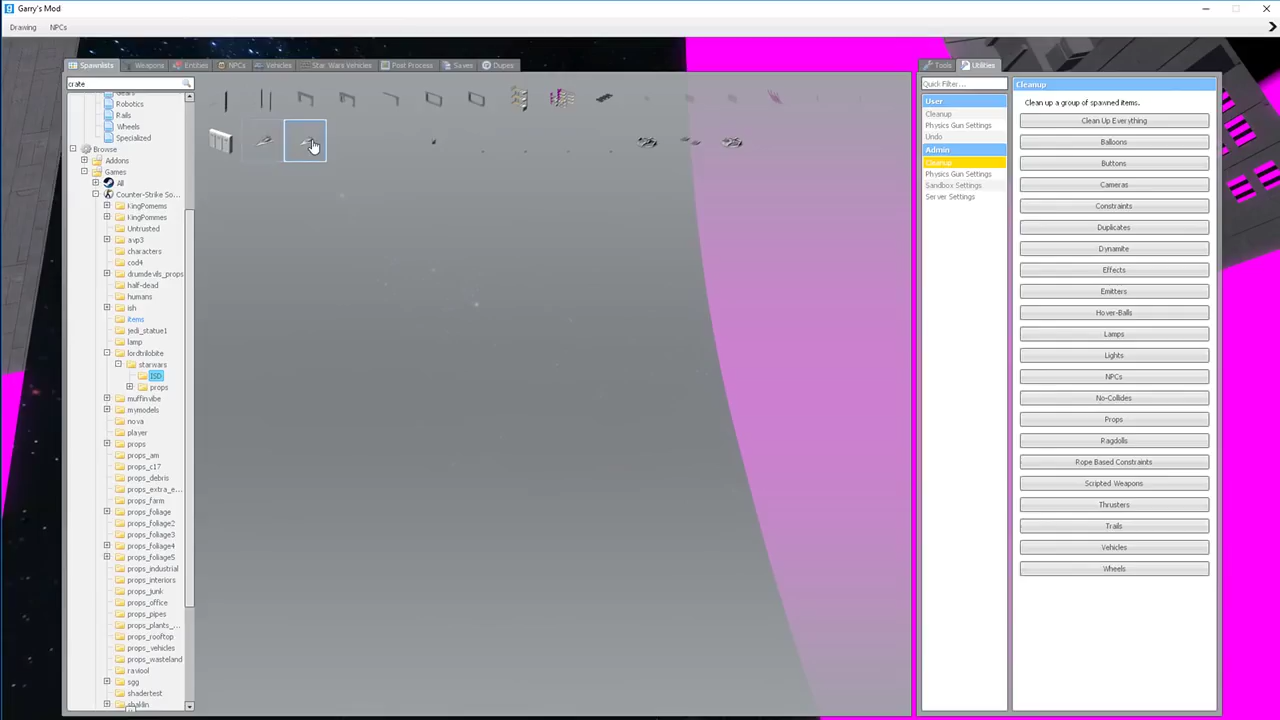 Garry's Mod
Drawing NPCs
Spawnlists Weapons Entities NPCs Vehicles Star Wars Vehicles Post Process Saves Dupes
crate
Gears
Robotics
Rails
Wheels
Specialized
Browse
Addons
Games
All
Counter-Strike So...
KingPomems
KingPommes
Untrusted
avp3
characters
cod4
drumdevils_props
half-dead
humans
ish
items
jedi_statue1
lamp
lordtrilobite
starwars
ISD
props
muffinvibe
mymodels
nova
player
props
props_am
props_c17
props_debris
props_extra_e...
props_farm
props_foliage
props_foliage2
props_foliage3
props_foliage4
props_foliage5
props_industrial
props_interiors
props_junk
props_office
props_pipes
props_plants_...
props_rooftop
props_vehicles
props_wasteland
raviool
sgg
shadertest
shaklin
Tools Utilities
Quick Filter...
User
Cleanup
Physics Gun Settings
Undo
Admin
Cleanup
Physics Gun Settings
Sandbox Settings
Server Settings
Cleanup
Clean up a group of spawned items.
Clean Up Everything
Balloons
Buttons
Cameras
Constraints
Duplicates
Dynamite
Effects
Emitters
Hover-Balls
Lamps
Lights
NPCs
No-Collides
Props
Ragdolls
Rope Based Constraints
Scripted Weapons
Thrusters
Trails
Vehicles
Wheels